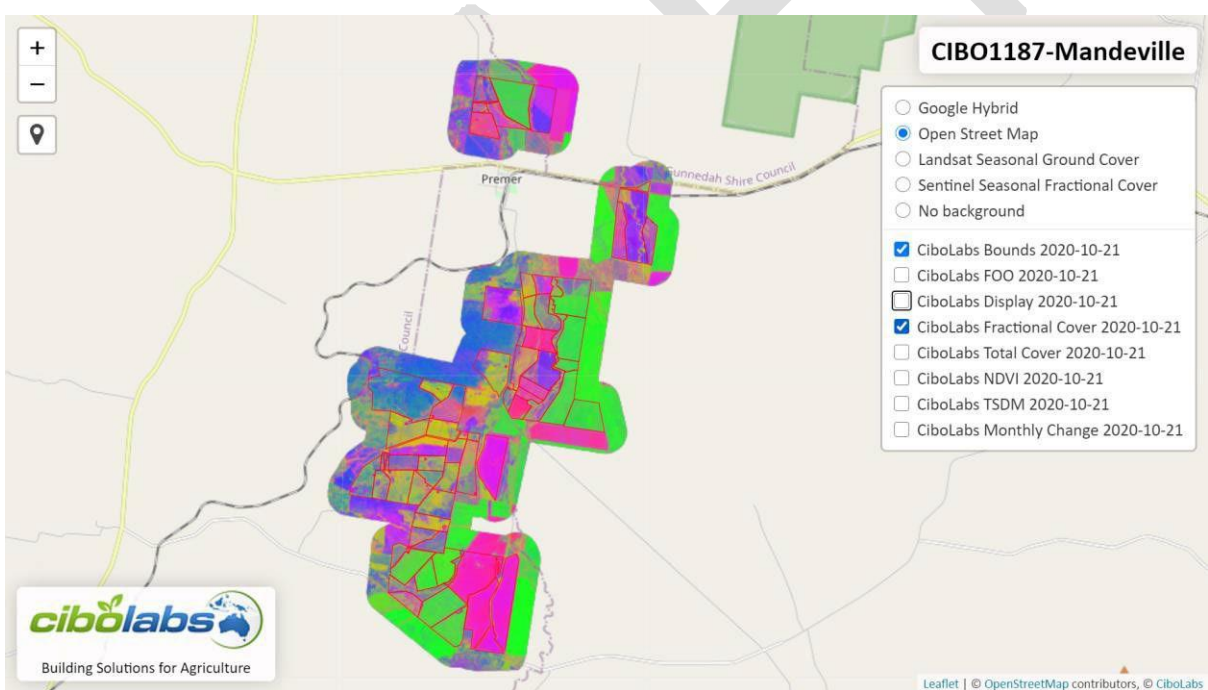 +
−
CIBO1187-Mandeville
Google Hybrid
Open Street Map
Landsat Seasonal Ground Cover
Sentinel Seasonal Fractional Cover
No background
CiboLabs Bounds 2020-10-21
CiboLabs FOO 2020-10-21
CiboLabs Display 2020-10-21
CiboLabs Fractional Cover 2020-10-21
CiboLabs Total Cover 2020-10-21
CiboLabs NDVI 2020-10-21
CiboLabs TSDM 2020-10-21
CiboLabs Monthly Change 2020-10-21
Premer
Gunnedah Shire Council
Council
cibolabs
Building Solutions for Agriculture
Leaflet | © OpenStreetMap contributors, © CiboLabs